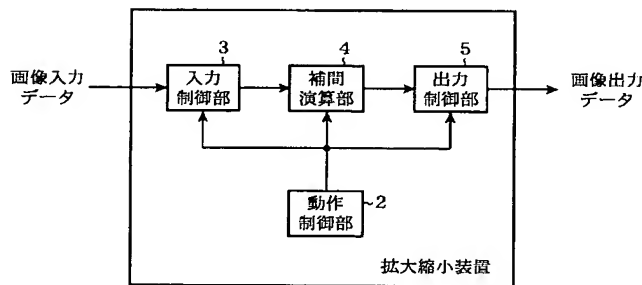 3
4
5
画像入力
データ
入力
制御部
補間
演算部
出力
制御部
画像出力
データ
動作
制御部
~2
拡大縮小装置